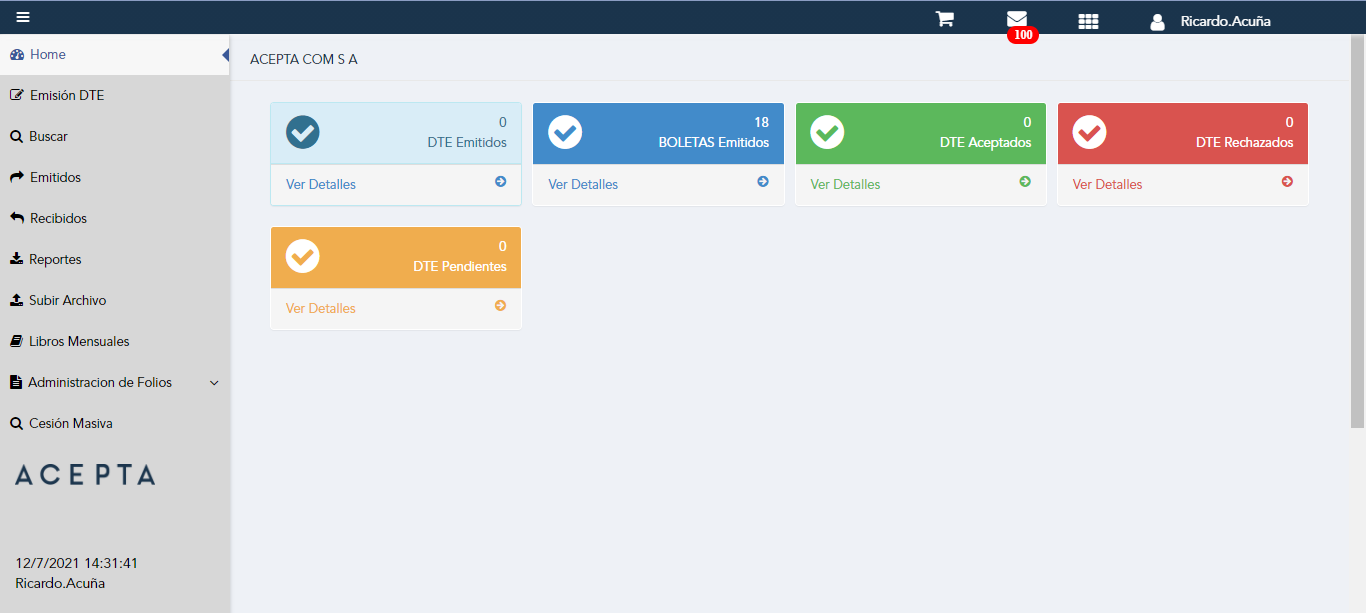 100
Ricardo.Acuña
Home
Emisión DTE
Buscar
Emitidos
Recibidos
Reportes
Subir Archivo
Libros Mensuales
Administracion de Folios
Cesión Masiva
ACEPTA
12/7/2021 14:31:41
Ricardo.Acuña
ACEPTA COM S A
0
DTE Emitidos
Ver Detalles
18
BOLETAS Emitidos
Ver Detalles
0
DTE Aceptados
Ver Detalles
0
DTE Rechazados
Ver Detalles
0
DTE Pendientes
Ver Detalles